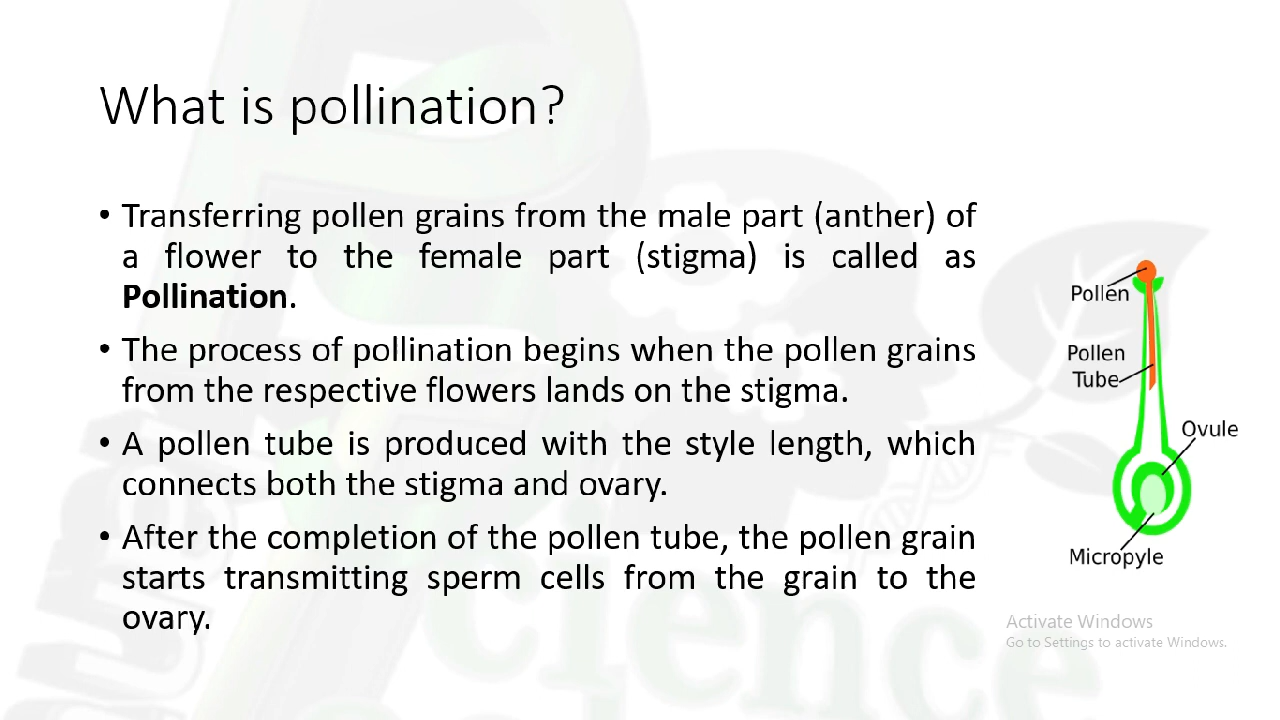 What is pollination?
• Transferring pollen grains from the male part (anther) of
a flower to the female part (stigma) is called as
Pollination.
• The process of pollination begins when the pollen grains
from the respective flowers lands on the stigma.
• A pollen tube is produced with the style length, which
connects both the stigma and ovary.
• After the completion of the pollen tube, the pollen grain
starts transmitting sperm cells from the grain to the
ovary.
Pollen
Pollen
Tube
Ovule
Micropyle
Activate Windows
Go to Settings to activate Windows.
cience